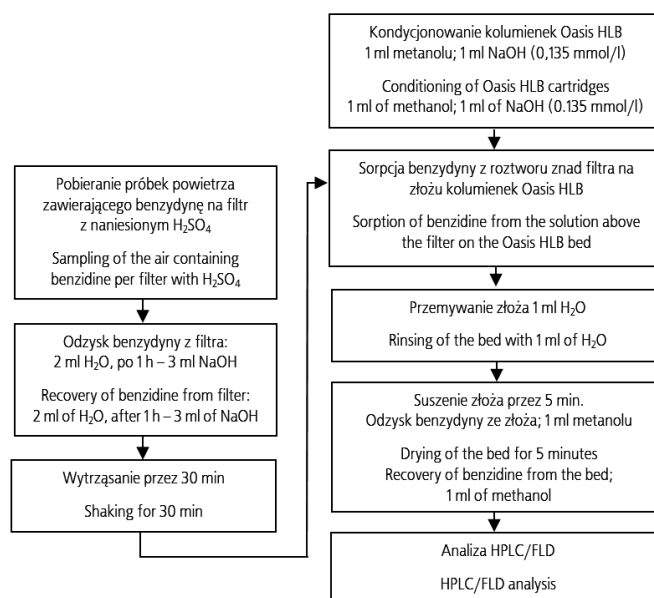 Pobieranie próbek powietrza
zawierającego benzydynę na filtr
z naniesionym H₂SO₄
Sampling of the air containing
benzidine per filter with H₂SO₄
Odzysk benzydyny z filtra:
2 ml H₂O, po 1 h – 3 ml NaOH
Recovery of benzidine from filter:
2 ml of H₂O, after 1 h – 3 ml of NaOH
Wytrząsanie przez 30 min
Shaking for 30 min
Kondycjonowanie kolumienek Oasis HLB
1 ml metanolu; 1 ml NaOH (0,135 mmol/l)
Conditioning of Oasis HLB cartridges
1 ml of methanol; 1 ml of NaOH (0.135 mmol/l)
Sorpcja benzydyny z roztworu znad filtra na
złożu kolumienek Oasis HLB
Sorption of benzidine from the solution above
the filter on the Oasis HLB bed
Przemywanie złoża 1 ml H₂O
Rinsing of the bed with 1 ml of H₂O
Suszenie złoża przez 5 min.
Odzysk benzydyny ze złoża; 1 ml metanolu
Drying of the bed for 5 minutes
Recovery of benzidine from the bed;
1 ml of methanol
Analiza HPLC/FLD
HPLC/FLD analysis